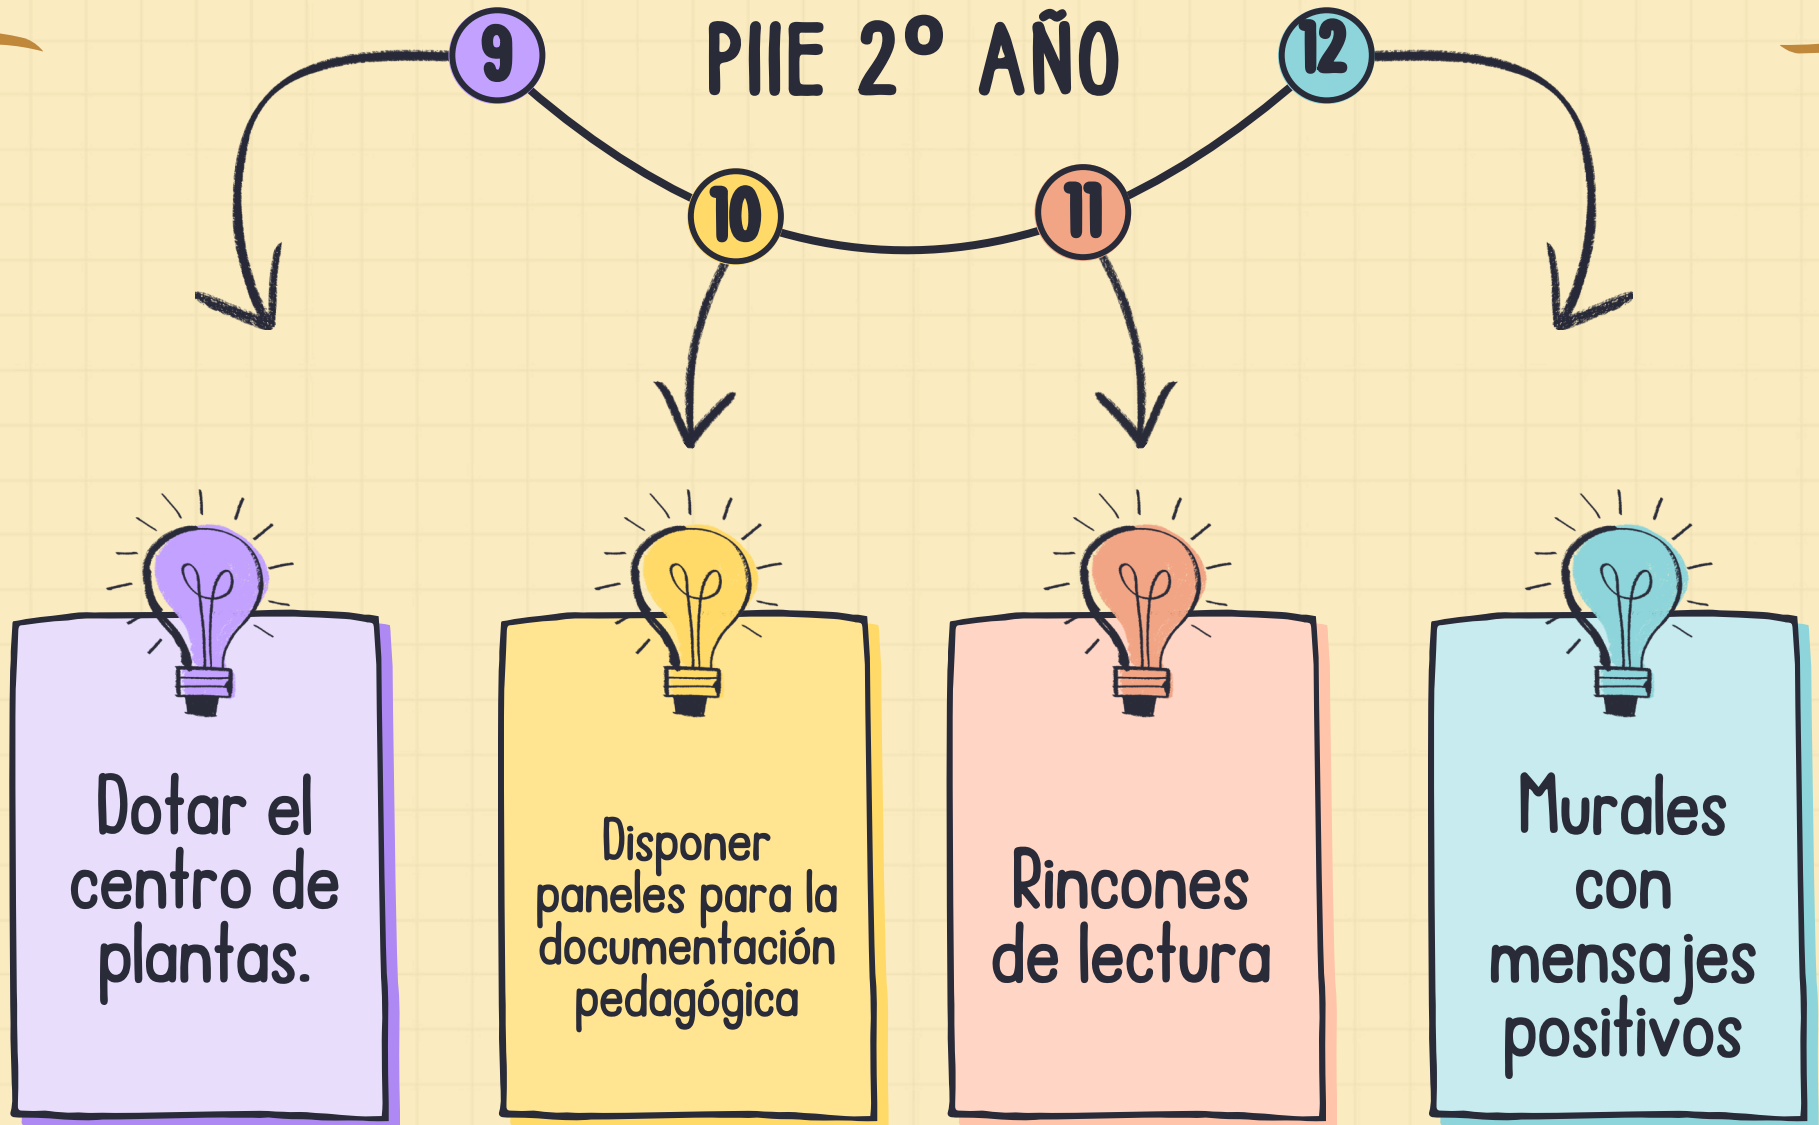 PIIE 2º AÑO
9
10
11
12
Dotar el
centro de
plantas.
Disponer
paneles para la
documentación
pedagógica
Rincones
de lectura
Murales
con
mensajes
positivos